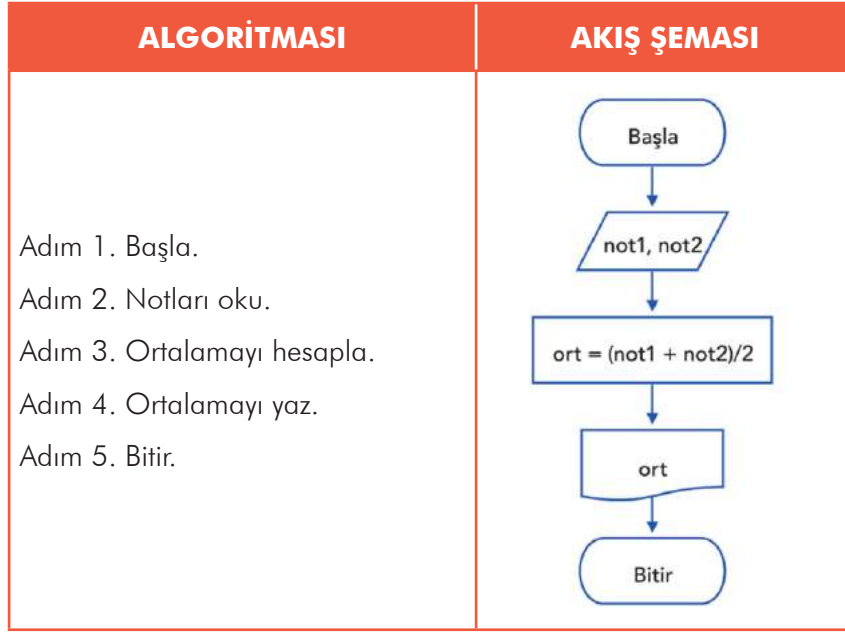 ALGORİTMASI
AKIŞ ŞEMASI
Adım 1. Başla.
Adım 2. Notları oku.
Adım 3. Ortalamayı hesapla.
Adım 4. Ortalamayı yaz.
Adım 5. Bitir.
Başla
not1, not2
ort = (not1 + not2)/2
ort
Bitir